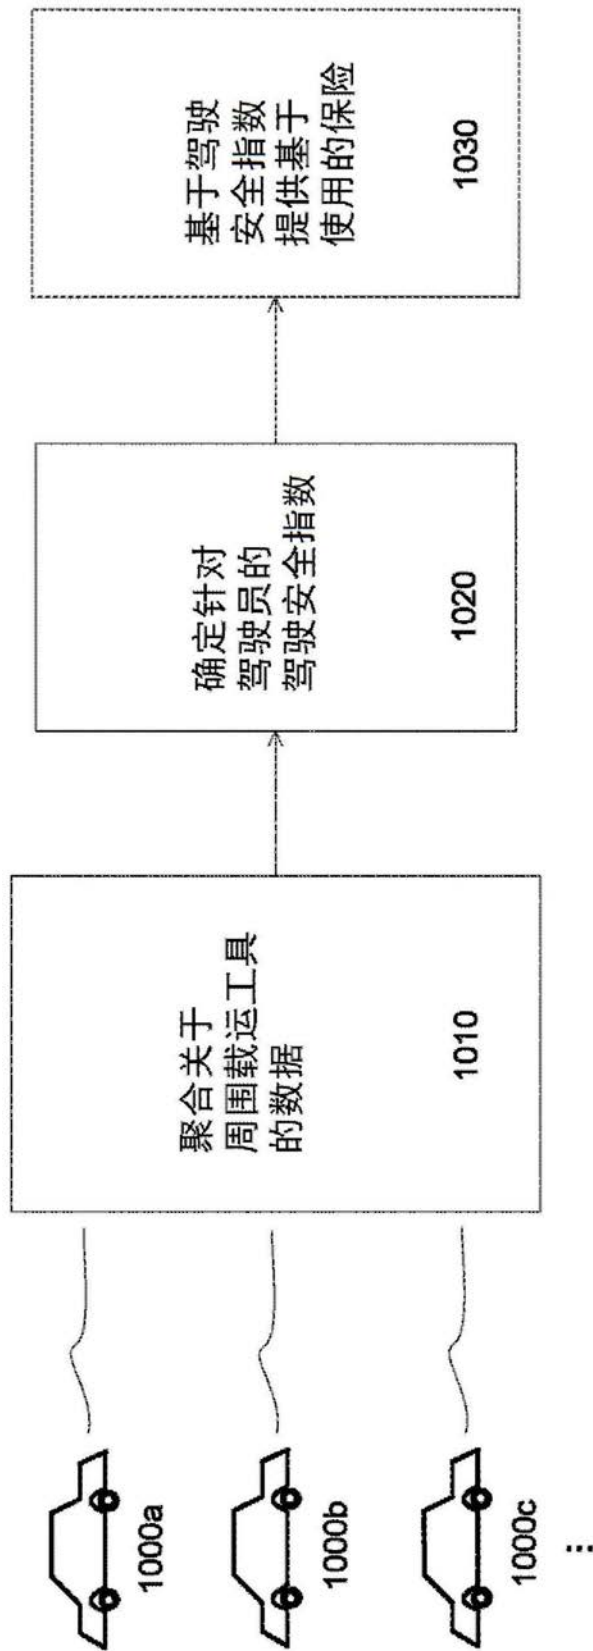 1000a
1000b
1000c
...
聚合关于
周围载运工具
的数据
1010
确定针对
驾驶员的
驾驶安全指数
1020
基于驾驶
安全指数
提供基于
使用的保险
1030